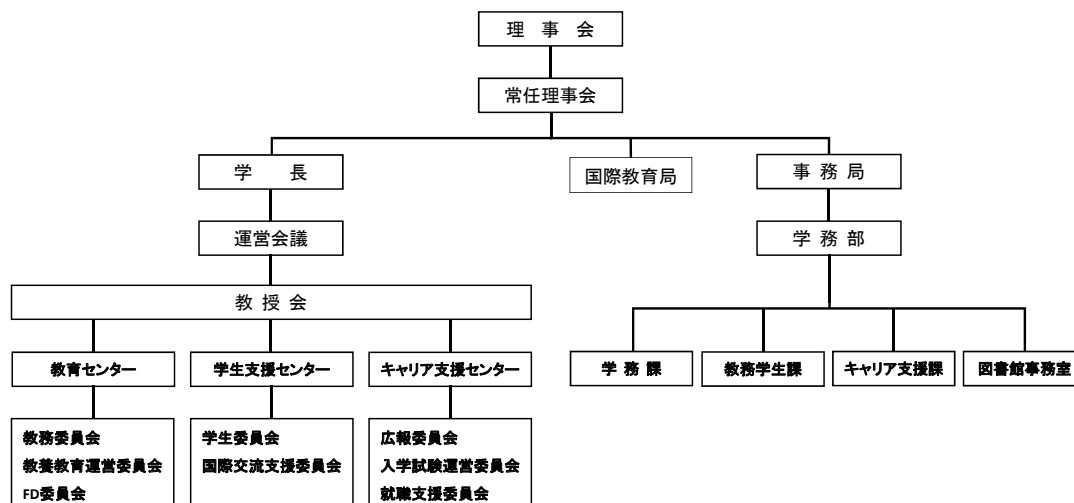 理 事 会
常任理事会
学 長
国際教育局
事 務 局
運営会議
学 務 部
教 授 会
教育センター
学生支援センター
キャリア支援センター
学 務 課
教務学生課
キャリア支援課
図書館事務室
教務委員会
教養教育運営委員会
FD委員会
学生委員会
国際交流支援委員会
広報委員会
入学試験運営委員会
就職支援委員会